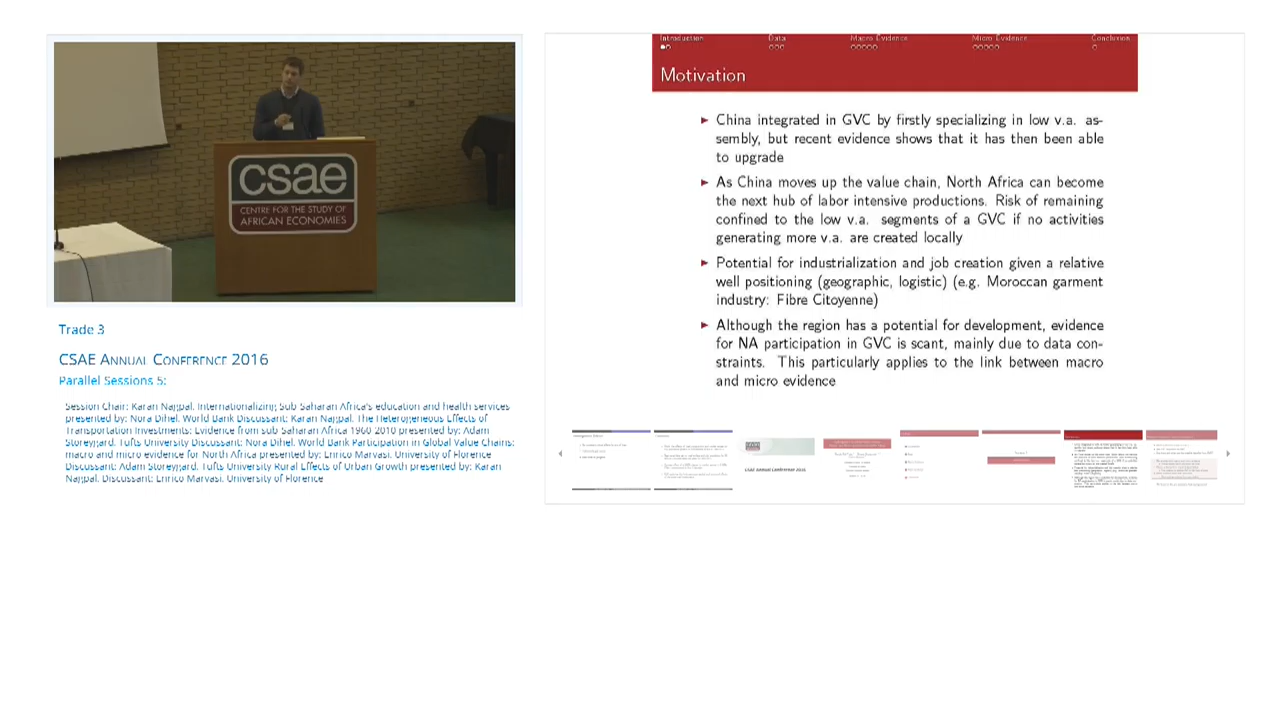 csae
CENTRE FOR THE STUDY OF
AFRICAN ECONOMIES
Trade 3
CSAE Annual Conference 2016
Parallel Sessions 5:
Session Chair: Karan Nagpal, Internationalizing Sub Saharan Africa's education and health services
presented by: Nora Dihel, World Bank Discussant: Karan Nagpal, The Heterogeneous Effects of
Transportation Investments: Evidence from sub Saharan Africa 1960 2010 presented by: Adam
Storeygard, Tufts University Discussant: Nora Dihel, World Bank Participation in Global Value Chains:
macro and micro evidence for North Africa presented by: Enrico Marvasi, University of Florence
Discussant: Adam Storeygard, Tufts University Rural Effects of Urban Growth presented by: Karan
Nagpal, Discussant: Enrico Marvasi, University of Florence
Introduction Data Macro Evidence Micro Evidence Conclusion
Motivation
► China integrated in GVC by firstly specializing in low v.a. as-
sembly, but recent evidence shows that it has then been able
to upgrade
► As China moves up the value chain, North Africa can become
the next hub of labor intensive productions. Risk of remaining
confined to the low v.a. segments of a GVC if no activities
generating more v.a. are created locally
► Potential for industrialization and job creation given a relative
well positioning (geographic, logistic) (e.g. Moroccan garment
industry: Fibre Citoyenne)
► Although the region has a potential for development, evidence
for NA participation in GVC is scant, mainly due to data con-
straints. This particularly applies to the link between macro
and micro evidence
CSAE Annual Conference 2016